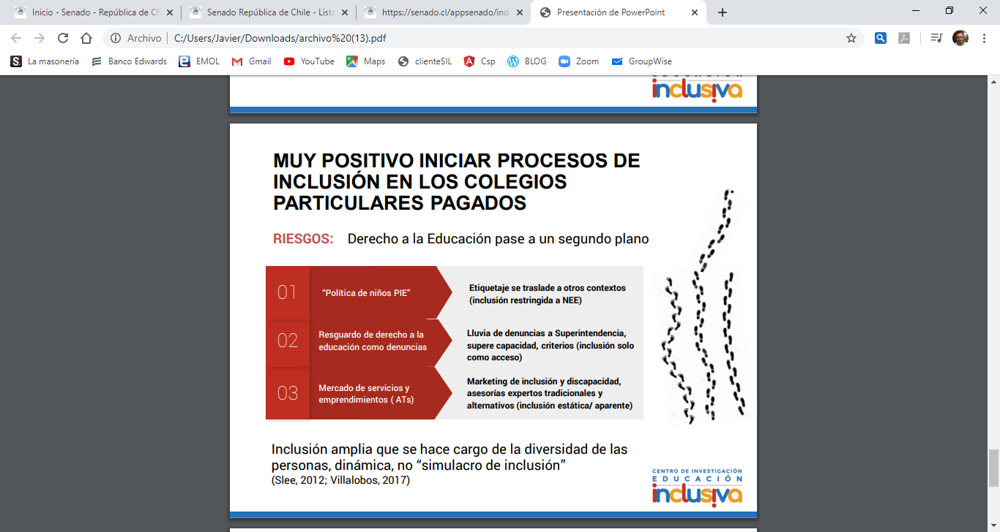 Inicio - Senado - República de Ch
Senado República de Chile - Lista
https://senado.cl/appsenado/ind
Presentación de PowerPoint
Archivo
C:/Users/Javier/Downloads/archivo%20(13).pdf
La masonería
Banco Edwards
EMOL
Gmail
YouTube
Maps
clienteSIL
Csp
BLOG
Zoom
GroupWise
inclusiva
MUY POSITIVO INICIAR PROCESOS DE
INCLUSIÓN EN LOS COLEGIOS
PARTICULARES PAGADOS
RIESGOS: Derecho a la Educación pase a un segundo plano
01
“Política de niños PIE”
Etiquetaje se traslade a otros contextos
(inclusión restringida a NEE)
02
Resguardo de derecho a la
educación como denuncias
Lluvia de denuncias a Superintendencia,
supere capacidad, criterios (inclusión solo
como acceso)
03
Mercado de servicios y
emprendimientos ( ATs)
Marketing de inclusión y discapacidad,
asesorías expertos tradicionales y
alternativos (inclusión estática/ aparente)
Inclusión amplia que se hace cargo de la diversidad de las
personas, dinámica, no “simulacro de inclusión”
(Slee, 2012; Villalobos, 2017)
CENTRO DE INVESTIGACIÓN
EDUCACIÓN
inclusiva